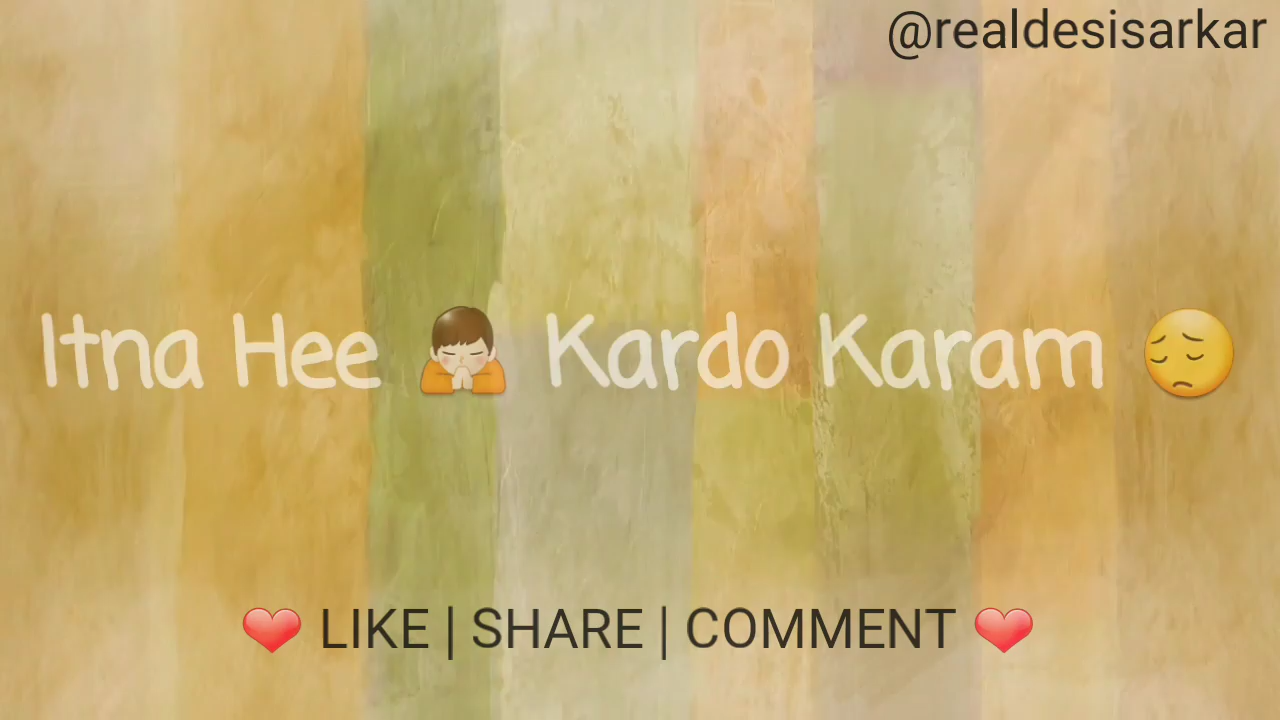 @realdesisarkar
Itna Hee 🙏 Kardo Karam 😔
❤️ LIKE | SHARE | COMMENT ❤️